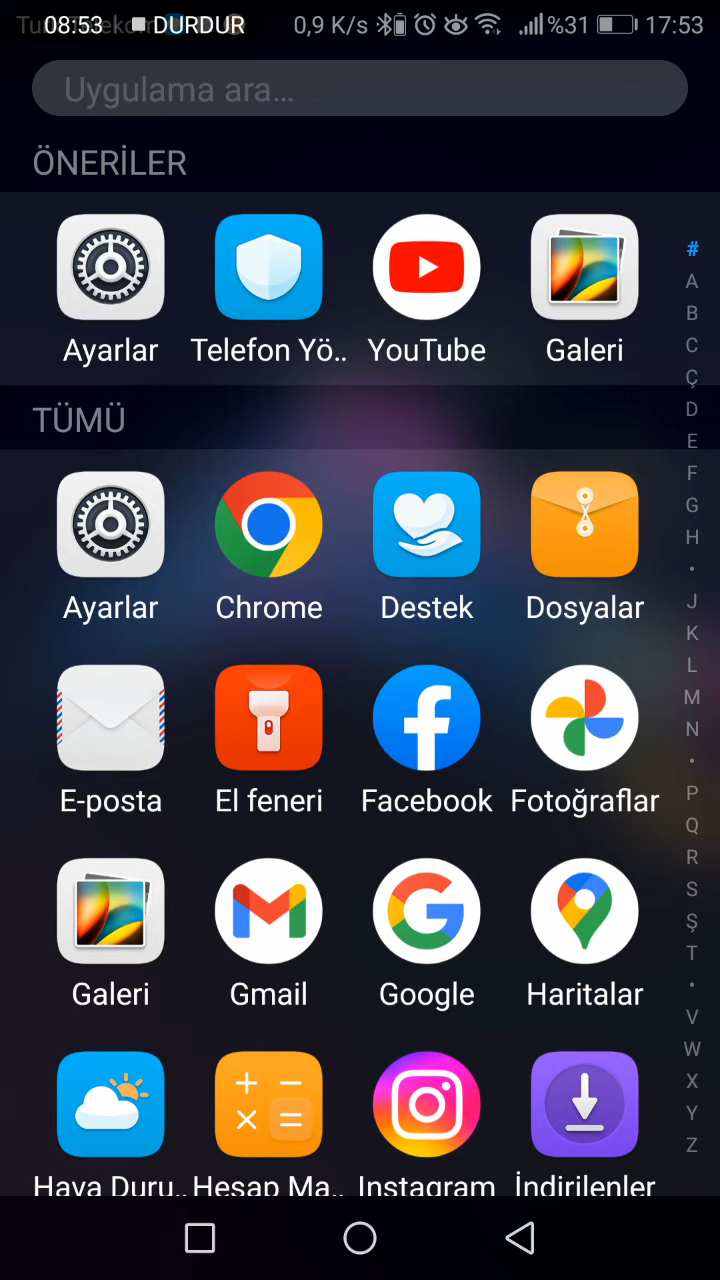 08:53 DURDUR 0,9 K/s %31 17:53
Uygulama ara...
ÖNERİLER
Ayarlar Telefon Yö.. YouTube Galeri
TÜMÜ
Ayarlar Chrome Destek Dosyalar
E-posta El feneri Facebook Fotoğraflar
Galeri Gmail Google Haritalar
Hava Duru.. Hesap Ma.. Instagram İndirilenler
#
A
B
C
Ç
D
E
F
G
H
•
J
K
L
M
N
•
P
Q
R
S
Ş
T
•
V
W
X
Y
Z